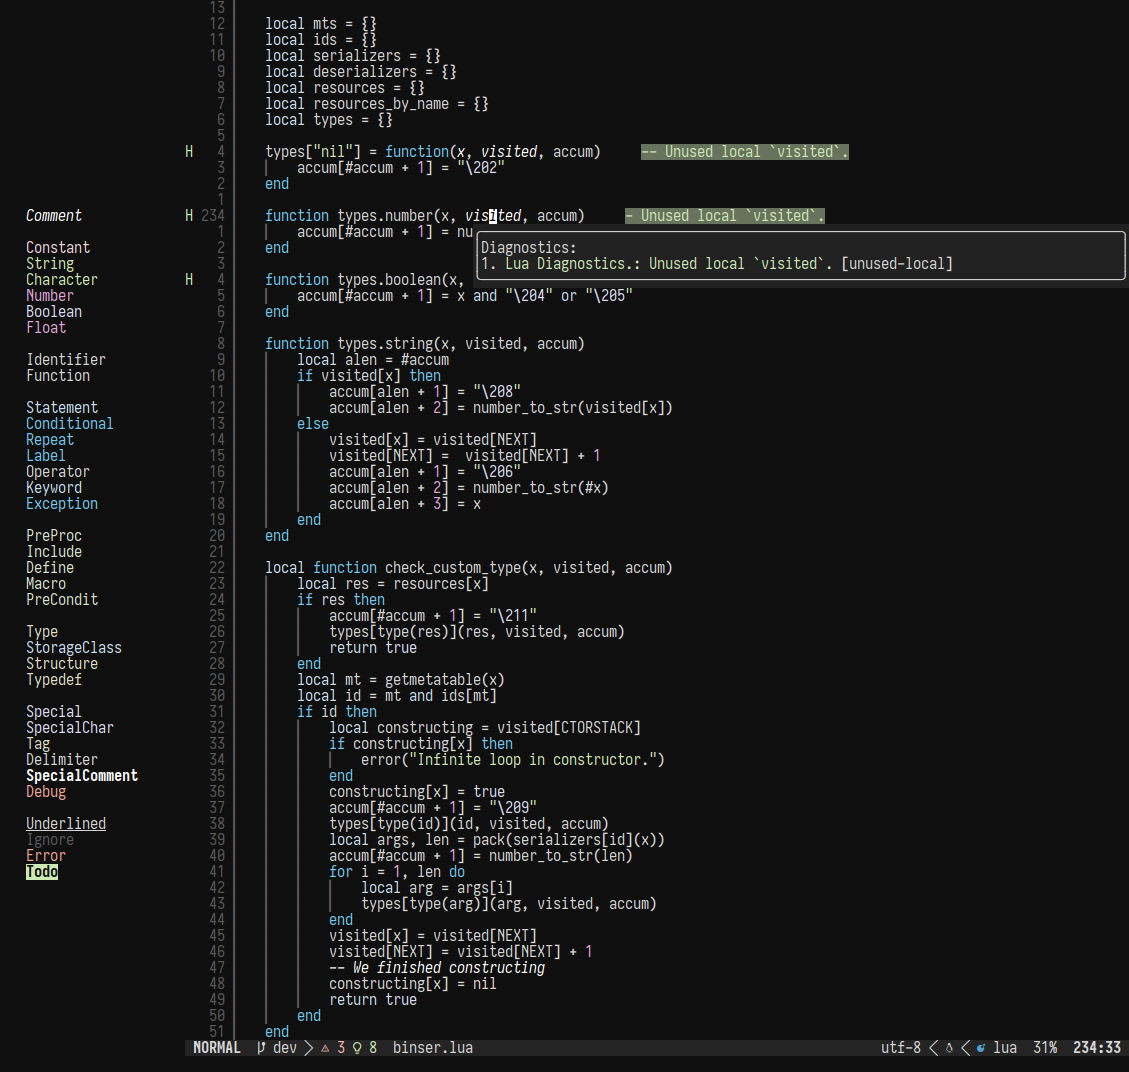 13
12 local mts = {}
11 local ids = {}
10 local serializers = {}
9 local deserializers = {}
8 local resources = {}
7 local resources_by_name = {}
6 local types = {}
5
H 4 types["nil"] = function(x, visited, accum) -- Unused local `visited`.
3 accum[#accum + 1] = "\202"
2 end
1
Comment H 234 function types.number(x, visited, accum) - Unused local `visited`.
1 accum[#accum + 1] = nu
Constant 2 end Diagnostics:
String 3 1. Lua Diagnostics.: Unused local `visited`. [unused-local]
Character H 4 function types.boolean(x,
Number 5 accum[#accum + 1] = x and "\204" or "\205"
Boolean 6 end
Float 7
8 function types.string(x, visited, accum)
Identifier 9 local alen = #accum
Function 10 if visited[x] then
11 accum[alen + 1] = "\208"
Statement 12 accum[alen + 2] = number_to_str(visited[x])
Conditional 13 else
Repeat 14 visited[x] = visited[NEXT]
Label 15 visited[NEXT] =  visited[NEXT] + 1
Operator 16 accum[alen + 1] = "\206"
Keyword 17 accum[alen + 2] = number_to_str(#x)
Exception 18 accum[alen + 3] = x
19 end
PreProc 20 end
Include 21
Define 22 local function check_custom_type(x, visited, accum)
Macro 23 local res = resources[x]
PreCondit 24 if res then
25 accum[#accum + 1] = "\211"
Type 26 types[type(res)](res, visited, accum)
StorageClass 27 return true
Structure 28 end
Typedef 29 local mt = getmetatable(x)
30 local id = mt and ids[mt]
Special 31 if id then
SpecialChar 32 local constructing = visited[CTORSTACK]
Tag 33 if constructing[x] then
Delimiter 34 error("Infinite loop in constructor.")
SpecialComment 35 end
Debug 36 constructing[x] = true
37 accum[#accum + 1] = "\209"
Underlined 38 types[type(id)](id, visited, accum)
Ignore 39 local args, len = pack(serializers[id](x))
Error 40 accum[#accum + 1] = number_to_str(len)
Todo 41 for i = 1, len do
42 local arg = args[i]
43 types[type(arg)](arg, visited, accum)
44 end
45 visited[x] = visited[NEXT]
46 visited[NEXT] = visited[NEXT] + 1
47 -- We finished constructing
48 constructing[x] = nil
49 return true
50 end
51 end
NORMAL dev 3 8 binser.lua utf-8 lua 31% 234:33